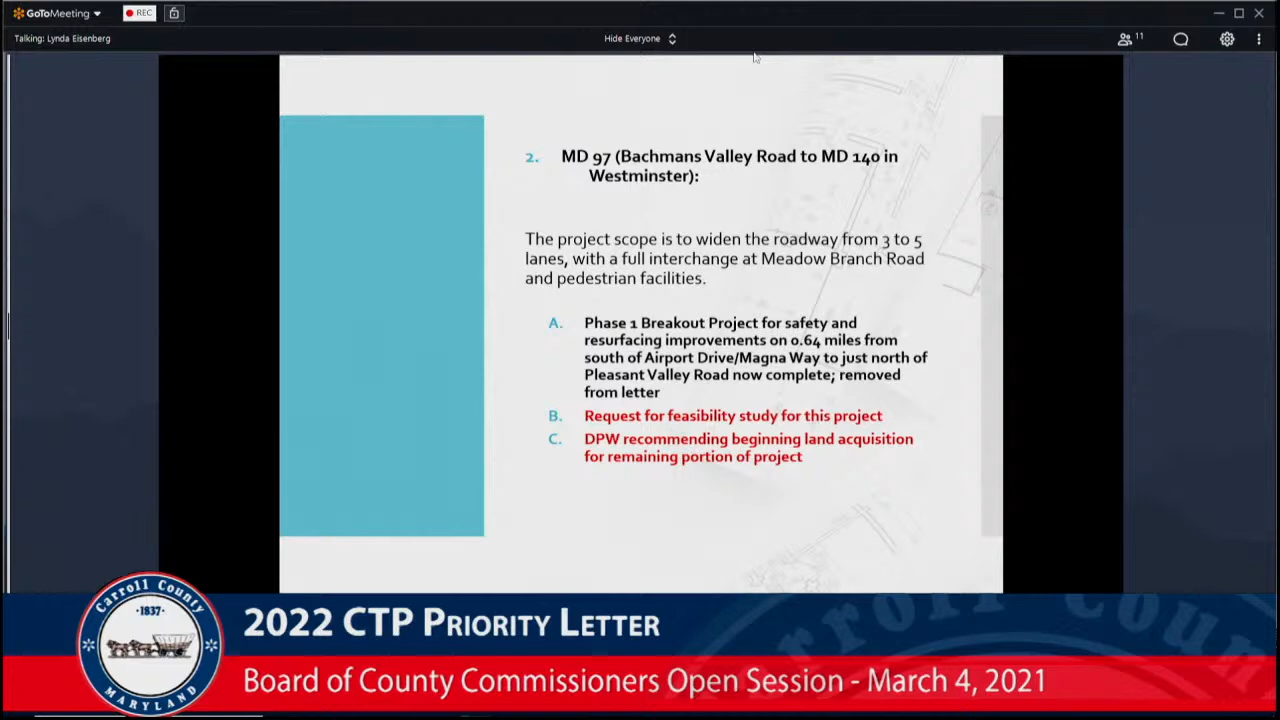 GoToMeeting
REC
Talking: Lynda Eisenberg
Hide Everyone
11
2. MD 97 (Bachmans Valley Road to MD 140 in
Westminster):
The project scope is to widen the roadway from 3 to 5
lanes, with a full interchange at Meadow Branch Road
and pedestrian facilities.
A. Phase 1 Breakout Project for safety and
resurfacing improvements on 0.64 miles from
south of Airport Drive/Magna Way to just north of
Pleasant Valley Road now complete; removed
from letter
B. Request for feasibility study for this project
C. DPW recommending beginning land acquisition
for remaining portion of project
Carroll County
·1837·
MARYLAND
2022 CTP PRIORITY LETTER
Board of County Commissioners Open Session - March 4, 2021
Carroll County